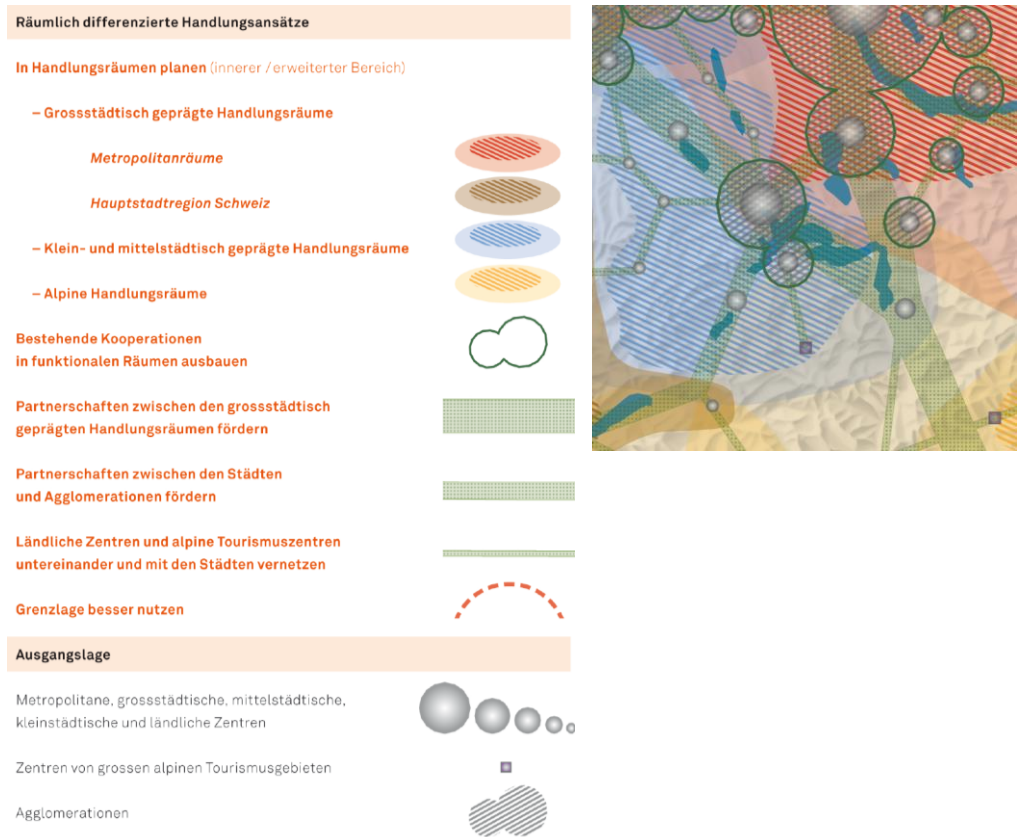 Räumlich differenzierte Handlungsansätze
In Handlungsräumen planen (innerer / erweiterter Bereich)
– Grossstädtisch geprägte Handlungsräume
Metropolitanräume
Hauptstadtregion Schweiz
– Klein- und mittelstädtisch geprägte Handlungsräume
– Alpine Handlungsräume
Bestehende Kooperationen
in funktionalen Räumen ausbauen
Partnerschaften zwischen den grossstädtisch
geprägten Handlungsräumen fördern
Partnerschaften zwischen den Städten
und Agglomerationen fördern
Ländliche Zentren und alpine Tourismuszentren
untereinander und mit den Städten vernetzen
Grenzlage besser nutzen
Ausgangslage
Metropolitane, grossstädtische, mittelstädtische,
kleinstädtische und ländliche Zentren
Zentren von grossen alpinen Tourismusgebieten
Agglomerationen